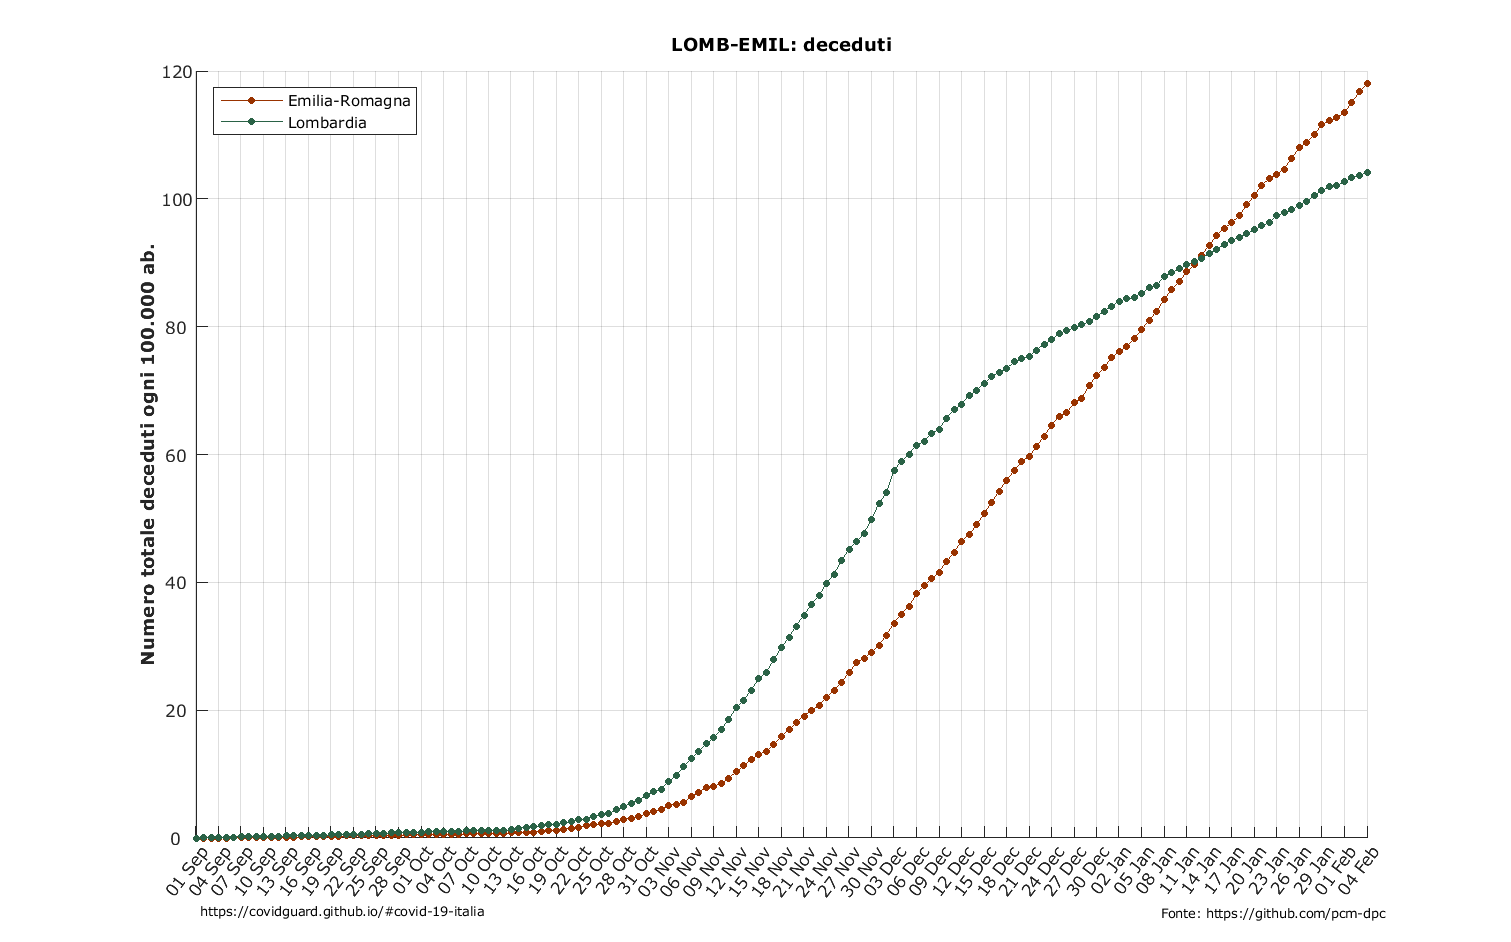 LOMB-EMIL: deceduti
Emilia-Romagna
Lombardia
Numero totale deceduti ogni 100.000 ab.
120
100
80
60
40
20
0
01 Sep
04 Sep
07 Sep
10 Sep
13 Sep
16 Sep
19 Sep
22 Sep
25 Sep
28 Sep
01 Oct
04 Oct
07 Oct
10 Oct
13 Oct
16 Oct
19 Oct
22 Oct
25 Oct
28 Oct
31 Oct
03 Nov
06 Nov
09 Nov
12 Nov
15 Nov
18 Nov
21 Nov
24 Nov
27 Nov
30 Nov
03 Dec
06 Dec
09 Dec
12 Dec
15 Dec
18 Dec
21 Dec
24 Dec
27 Dec
30 Dec
02 Jan
05 Jan
08 Jan
11 Jan
14 Jan
17 Jan
20 Jan
23 Jan
26 Jan
29 Jan
01 Feb
04 Feb
https://covidguard.github.io/#covid-19-italia
Fonte: https://github.com/pcm-dpc